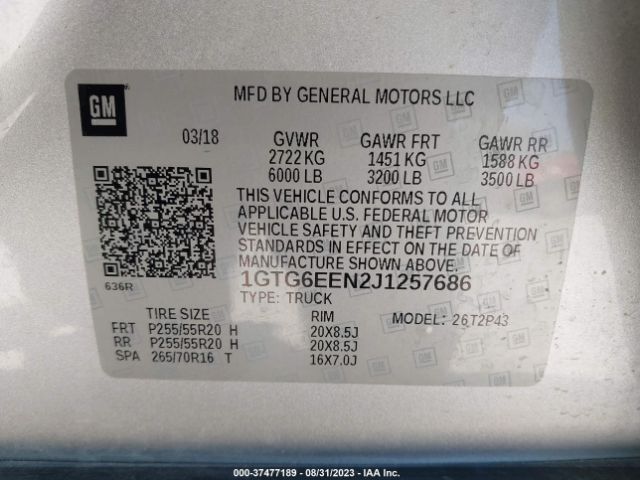 GM
MFD BY GENERAL MOTORS LLC
03/18 GVWR GAWR FRT GAWR RR
2722 KG 1451 KG 1588 KG
6000 LB 3200 LB 3500 LB
THIS VEHICLE CONFORMS TO ALL
APPLICABLE U.S. FEDERAL MOTOR
VEHICLE SAFETY AND THEFT PREVENTION
STANDARDS IN EFFECT ON THE DATE OF
MANUFACTURE SHOWN ABOVE.
636R
1GTG6EEN2J1257686
TYPE: TRUCK
TIRE SIZE RIM MODEL: 26T2P43
FRT P255/55R20 H 20X8.5J
RR P255/55R20 H 20X8.5J
SPA 265/70R16 T 16X7.0J
000-37477189 - 08/31/2023 - IAA Inc.